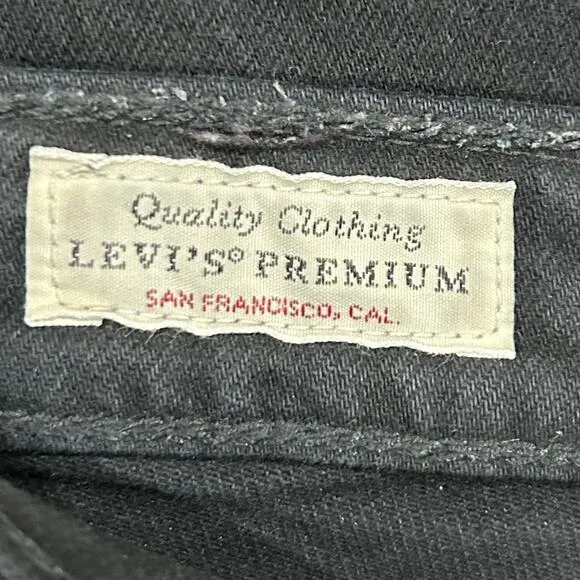 Quality Clothing
LEVI'S® PREMIUM
SAN FRANCISCO, CAL.